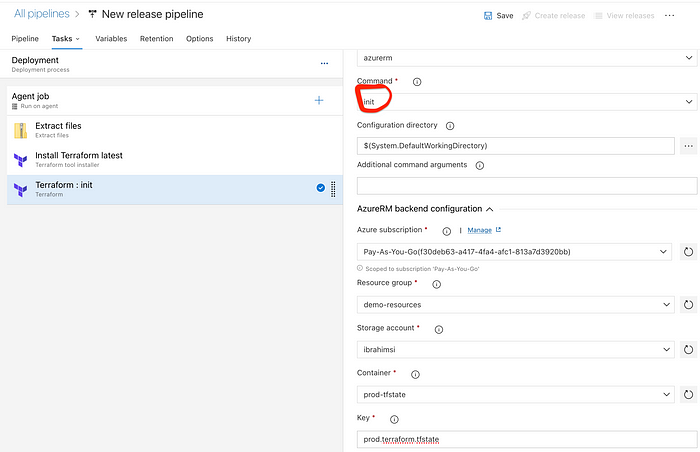 All pipelines > New release pipeline
Save Create release View releases ...
Pipeline Tasks Variables Retention Options History
Deployment
Deployment process
...
Agent job
Run on agent
+
Extract files
Extract files
Install Terraform latest
Terraform tool installer
Terraform : init
Terraform
azurerm
Command *
init
Configuration directory
$(System.DefaultWorkingDirectory)
...
Additional command arguments
AzureRM backend configuration
Azure subscription * | Manage
Pay-As-You-Go(f30deb63-a417-4fa4-afc1-813a7d3920bb)
Scoped to subscription 'Pay-As-You-Go'
Resource group *
demo-resources
Storage account *
ibrahimsi
Container *
prod-tfstate
Key *
prod.terraform.tfstate